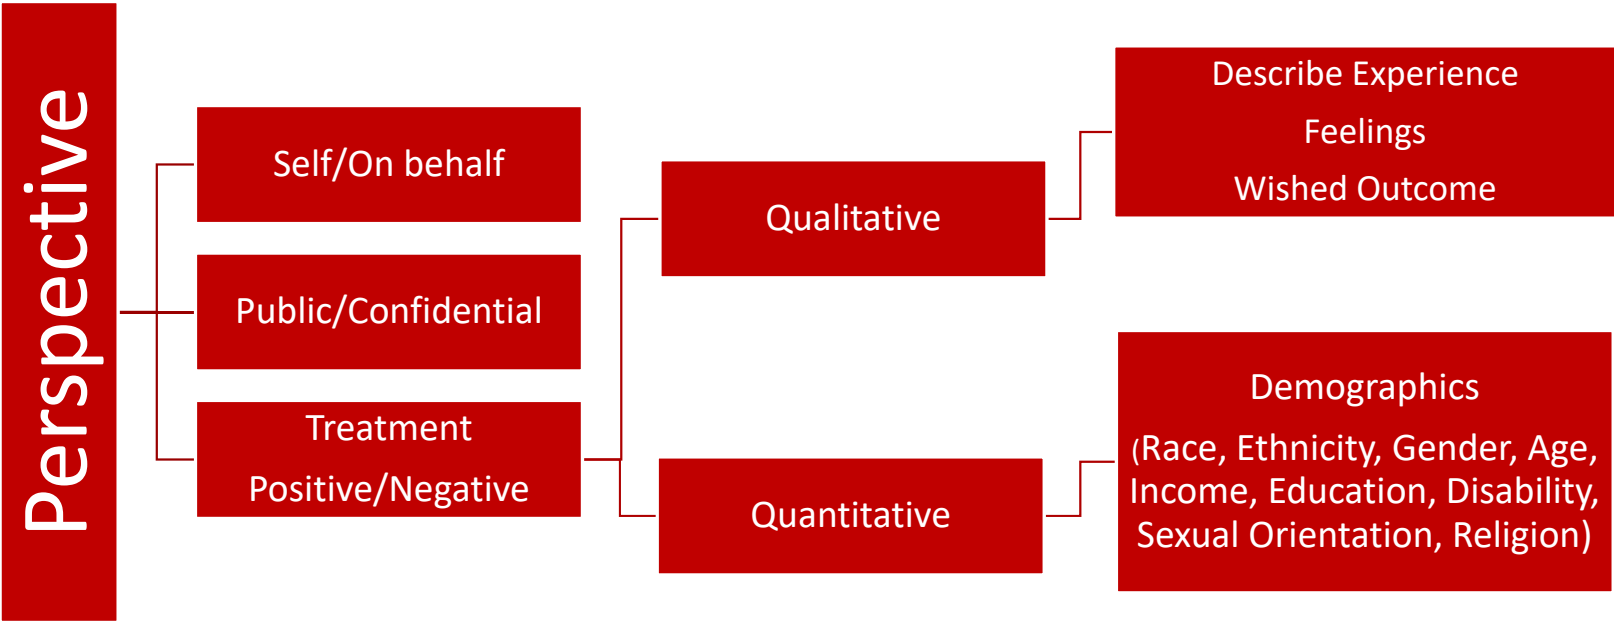 Perspective
Self/On behalf
Public/Confidential
Treatment
Positive/Negative
Qualitative
Quantitative
Describe Experience
Feelings
Wished Outcome
Demographics
(Race, Ethnicity, Gender, Age,
Income, Education, Disability,
Sexual Orientation, Religion)